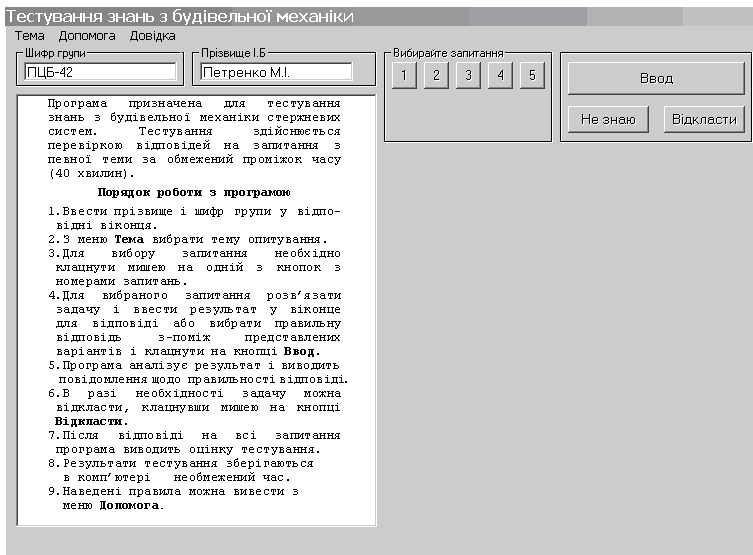 Тестування знань з будівельної механіки
Тема Допомога Довідка
Шифр групи
ПЦБ-42
Прізвище І.Б
Петренко М.І.
Вибирайте запитання
1 2 3 4 5
Ввод
Не знаю Відкласти
Програма призначена для тестування
знань з будівельної механіки стержневих
систем. Тестування здійснюється
перевіркою відповідей на запитання з
певної теми за обмежений проміжок часу
(40 хвилин).
Порядок роботи з програмою
1.Ввести прізвище і шифр групи у відпо-
відні віконця.
2.З меню Тема вибрати тему опитування.
3.Для вибору запитання необхідно
клацнути мишею на одній з кнопок з
номерами запитань.
4.Для вибраного запитання розв'язати
задачу і ввести результат у віконце
для відповіді або вибрати правильну
відповідь з-поміж представлених
варіантів і клацнути на кнопці Ввод.
5.Програма аналізує результат і виводить
повідомлення щодо правильності відповіді.
6.В разі необхідності задачу можна
відкласти, клацнувши мишею на кнопці
Відкласти.
7.Після відповіді на всі запитання
програма виводить оцінку тестування.
8.Результати тестування зберігаються
в комп'ютері необмежений час.
9.Наведені правила можна вивести з
меню Допомога.